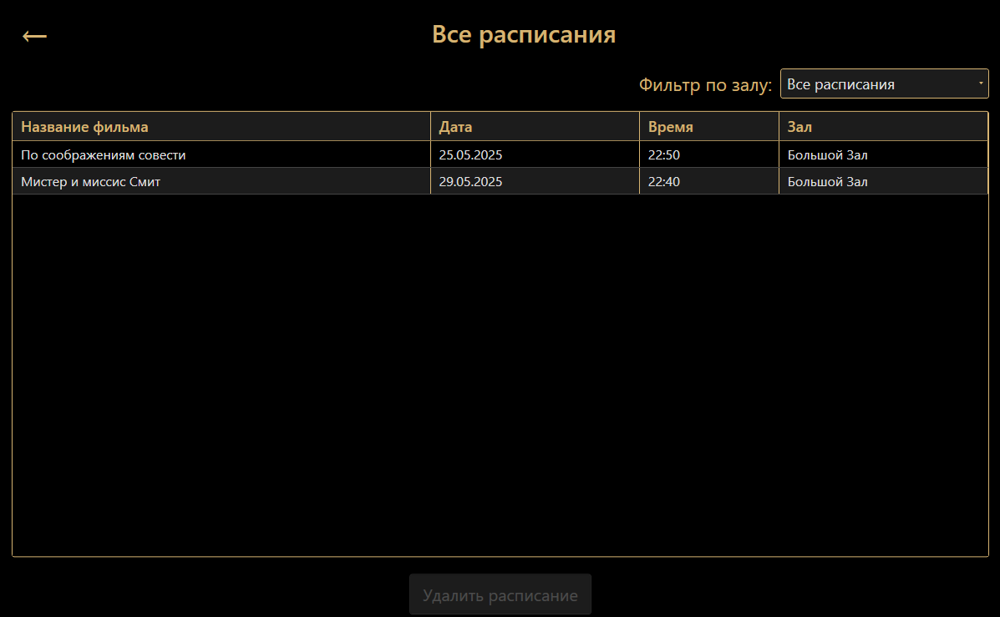 ←
Все расписания
Фильтр по залу: Все расписания
Название фильма Дата Время Зал
По соображениям совести 25.05.2025 22:50 Большой Зал
Мистер и миссис Смит 29.05.2025 22:40 Большой Зал
Удалить расписание